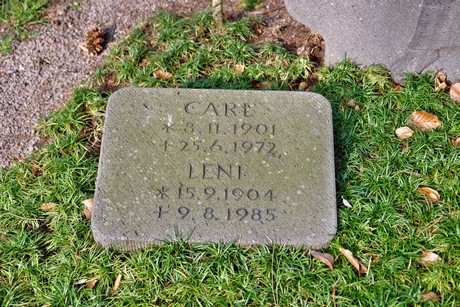 CARL
* 8.11.1901
† 25.6.1972
LENI
* 15.9.1904
† 9.8.1985